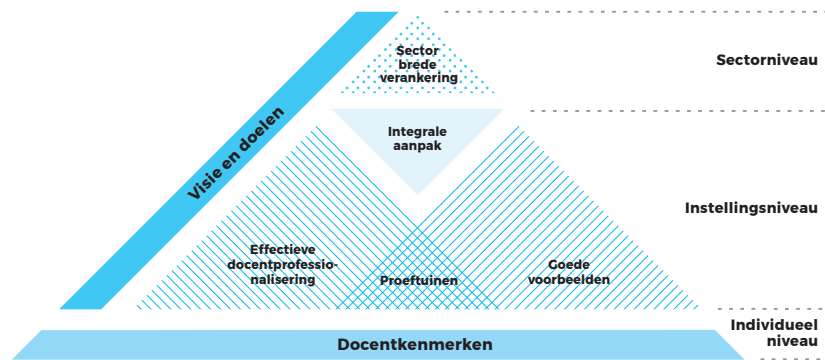 Sector
brede
verankering
Sectorniveau
Visie en doelen
Integrale
aanpak
Instellingsniveau
Effectieve
docentprofessio-
nalisering
Proeftuinen
Goede
voorbeelden
Individueel
niveau
Docentkenmerken